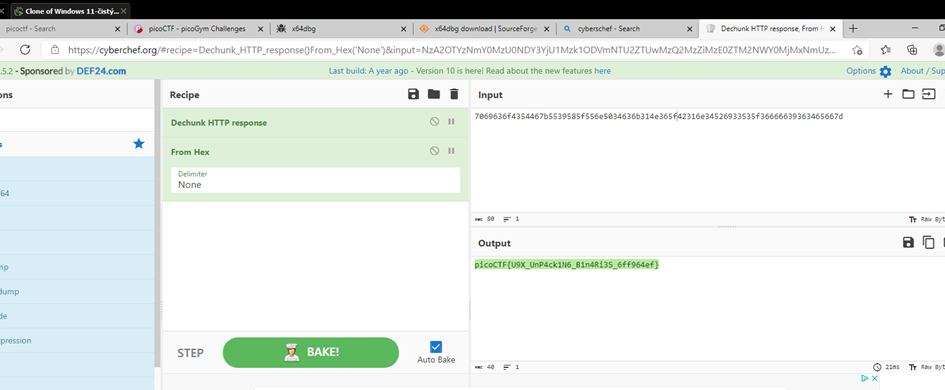 Clone of Windows 11-čistý...
picoctf - Search
picoCTF - picoGym Challenges
x64dbg
x64dbg download | SourceForge
cyberschef - Search
Dechunk HTTP response, From Hex
https://cyberchef.org/#recipe=Dechunk_HTTP_response()From_Hex('None')&input=NzA2OTYzNmY0MzU0NDY3YjU1Mzk1ODVmNTU2ZTUwMzQ2MzZiMzE0ZTM2NWY0MjMxNmUz...
5.2 - Sponsored by DEF24.com
Last build: A year ago - Version 10 is here! Read about the new features here
Options
About / Sup
ons
Recipe
Input
Dechunk HTTP response
7069636f4354467b5539585f556e5034636b314e365f42316e34526933535f36666639363465667d
From Hex
Delimiter
None
64
80
1
Raw Byt
Output
picoCTF{U9X_UnP4ck1N6_B1n4Ri3S_6ff964ef}
mp
dump
de
pression
STEP
BAKE!
Auto Bake
40
1
21ms
Raw Byt